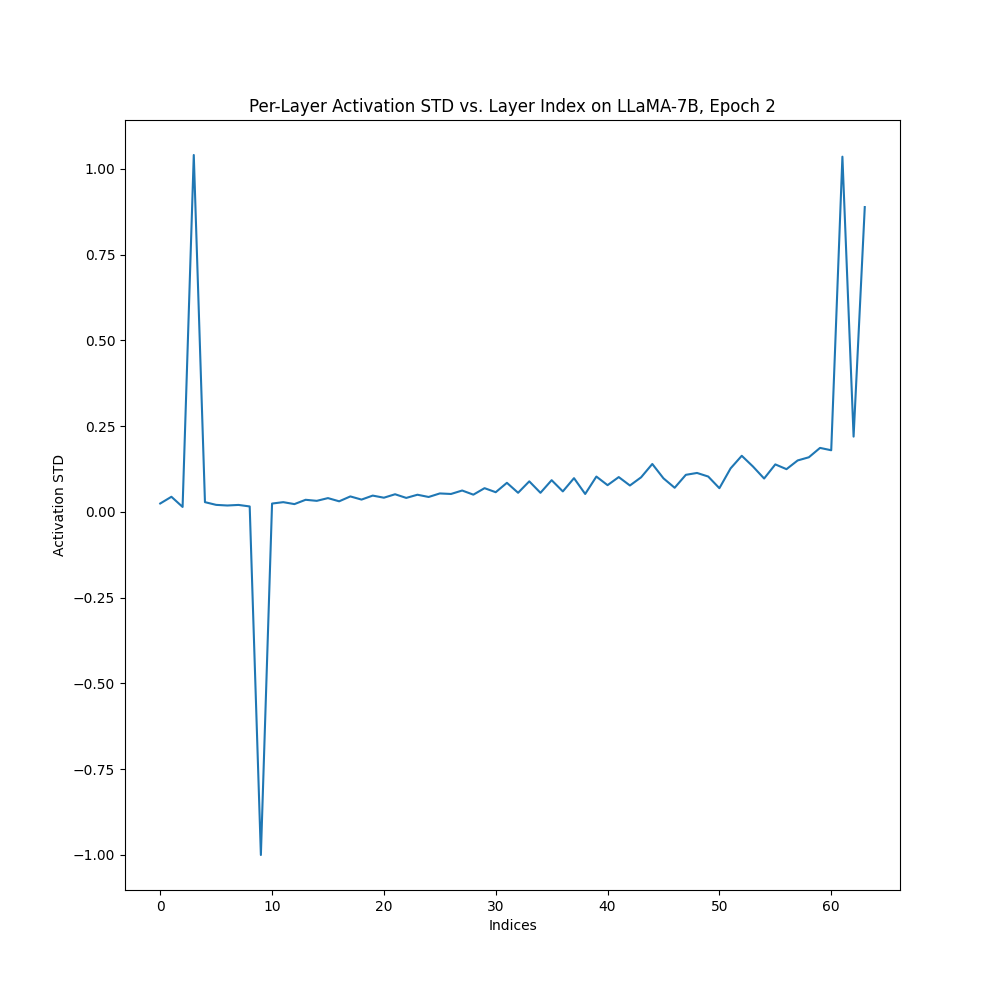 Per-Layer Activation STD vs. Layer Index on LLaMA-7B, Epoch 2
1.00
0.75
0.50
0.25
0.00
−0.25
−0.50
−0.75
−1.00
Activation STD
0 10 20 30 40 50 60
Indices